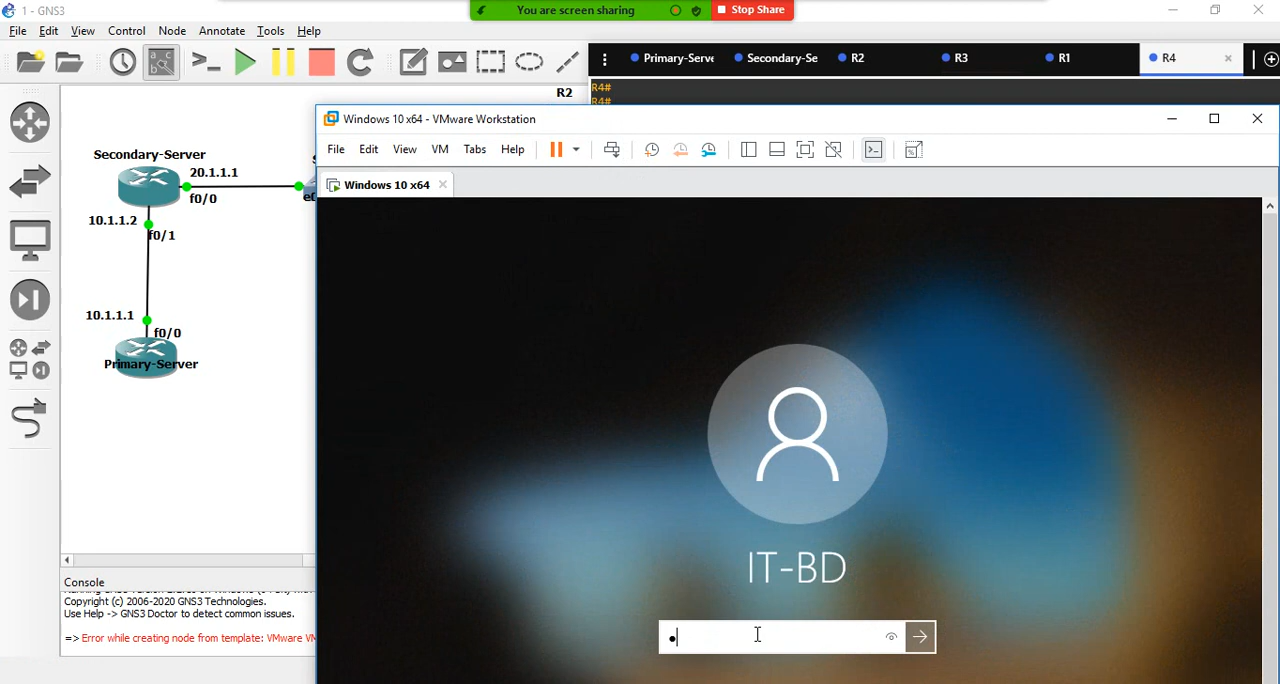 1 - GNS3
You are screen sharing
Stop Share
File Edit View Control Node Annotate Tools Help
Primary-Serve
Secondary-Se
R2
R3
R1
R4
R4#
R4#
R2
Windows 10 x64 - VMware Workstation
File Edit View VM Tabs Help
Windows 10 x64
Secondary-Server
20.1.1.1
f0/0
10.1.1.2
f0/1
10.1.1.1
f0/0
Primary-Server
IT-BD
Console
Copyright (c) 2006-2020 GNS3 Technologies.
Use Help -> GNS3 Doctor to detect common issues.
=> Error while creating node from template: VMware VM